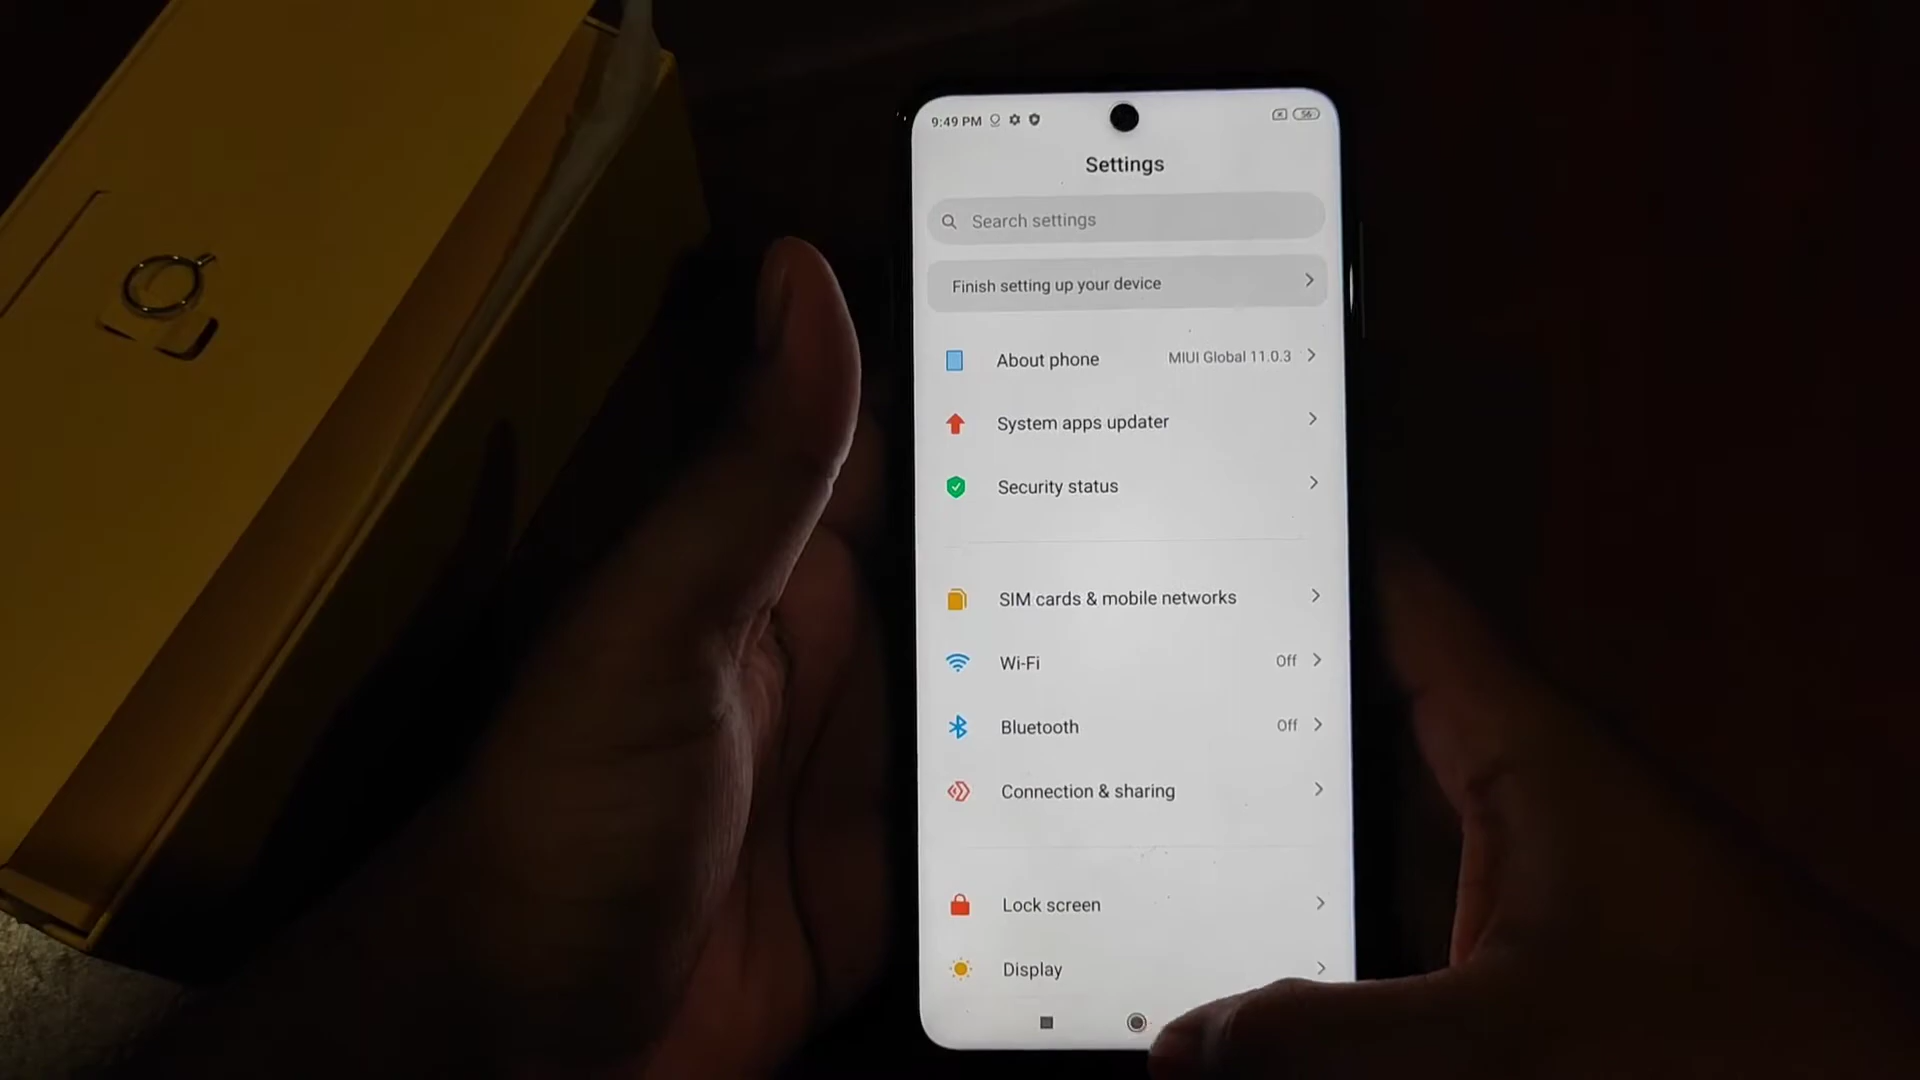 9:49 PM
56
Settings
Search settings
Finish setting up your device
About phone MIUI Global 11.0.3
System apps updater
Security status
SIM cards & mobile networks
Wi-Fi Off
Bluetooth Off
Connection & sharing
Lock screen
Display